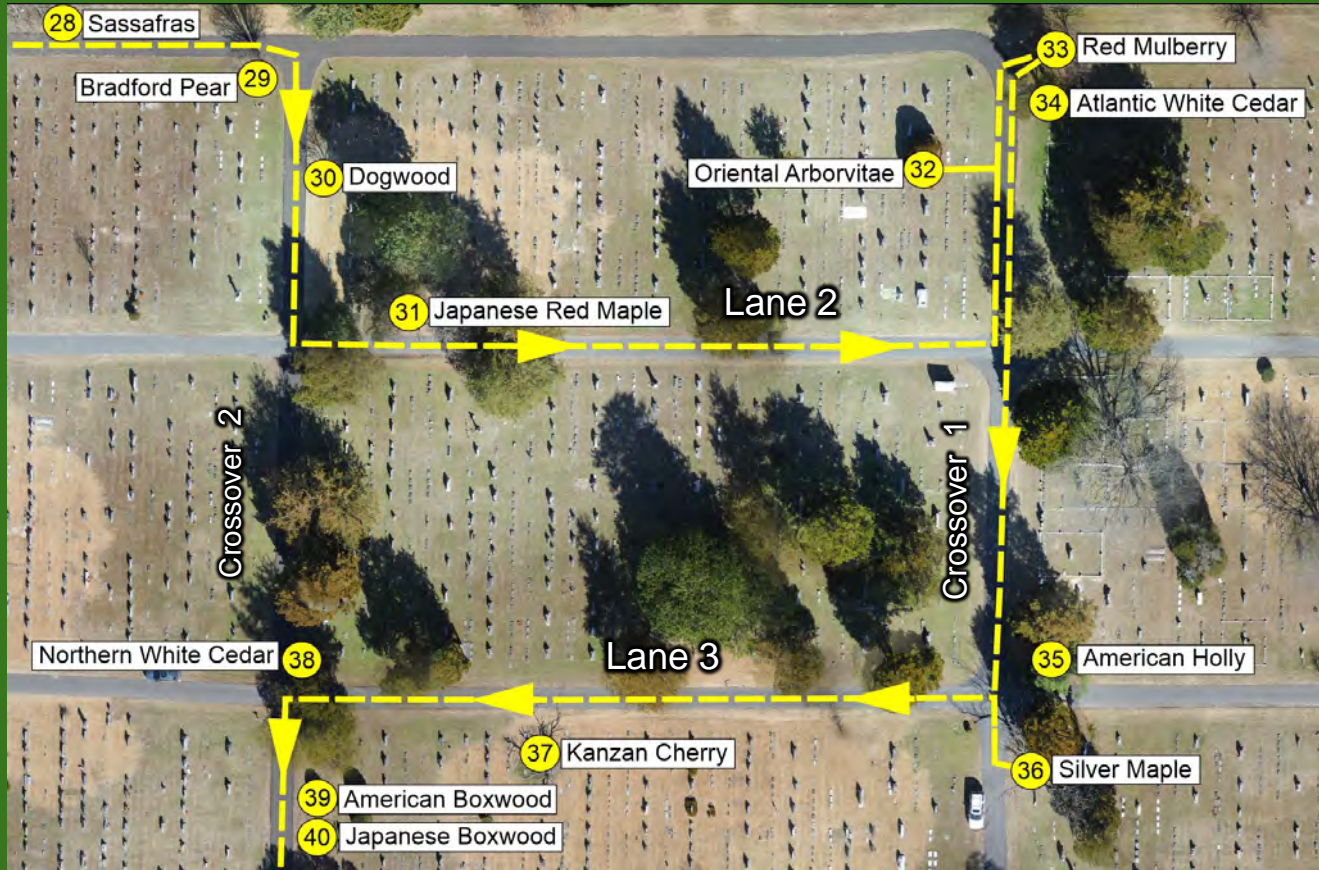 28 Sassafras
29 Bradford Pear
30 Dogwood
31 Japanese Red Maple
Lane 2
Oriental Arborvitae 32
33 Red Mulberry
34 Atlantic White Cedar
Crossover 2
Crossover 1
Lane 3
35 American Holly
36 Silver Maple
37 Kanzan Cherry
Northern White Cedar 38
39 American Boxwood
40 Japanese Boxwood